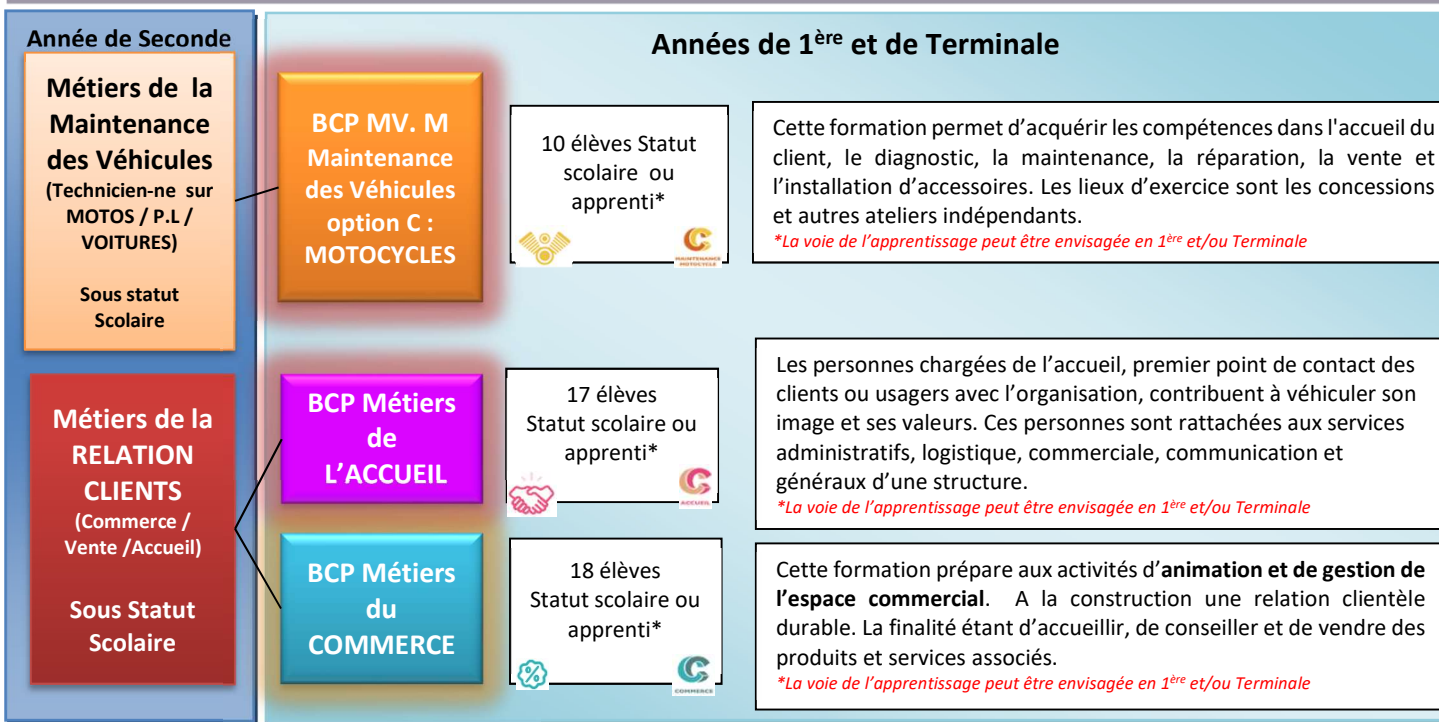 Année de Seconde
Années de 1ère et de Terminale
Métiers de la
Maintenance
des Véhicules
(Technicien-ne sur
MOTOS / P.L /
VOITURES)
Sous statut
Scolaire
BCP MV. M
Maintenance
des Véhicules
option C :
MOTOCYCLES
10 élèves Statut
scolaire ou
apprenti*
MAINTENANCE
MOTOCYCLE
Cette formation permet d’acquérir les compétences dans l'accueil du
client, le diagnostic, la maintenance, la réparation, la vente et
l’installation d’accessoires. Les lieux d’exercice sont les concessions
et autres ateliers indépendants.
*La voie de l’apprentissage peut être envisagée en 1ère et/ou Terminale
Métiers de la
RELATION
CLIENTS
(Commerce /
Vente /Accueil)
Sous Statut
Scolaire
BCP Métiers
de
L’ACCUEIL
17 élèves
Statut scolaire ou
apprenti*
ACCUEIL
Les personnes chargées de l’accueil, premier point de contact des
clients ou usagers avec l’organisation, contribuent à véhiculer son
image et ses valeurs. Ces personnes sont rattachées aux services
administratifs, logistique, commerciale, communication et
généraux d’une structure.
*La voie de l’apprentissage peut être envisagée en 1ère et/ou Terminale
BCP Métiers
du
COMMERCE
18 élèves
Statut scolaire ou
apprenti*
%
COMMERCE
Cette formation prépare aux activités d’animation et de gestion de
l’espace commercial. A la construction une relation clientèle
durable. La finalité étant d’accueillir, de conseiller et de vendre des
produits et services associés.
*La voie de l’apprentissage peut être envisagée en 1ère et/ou Terminale